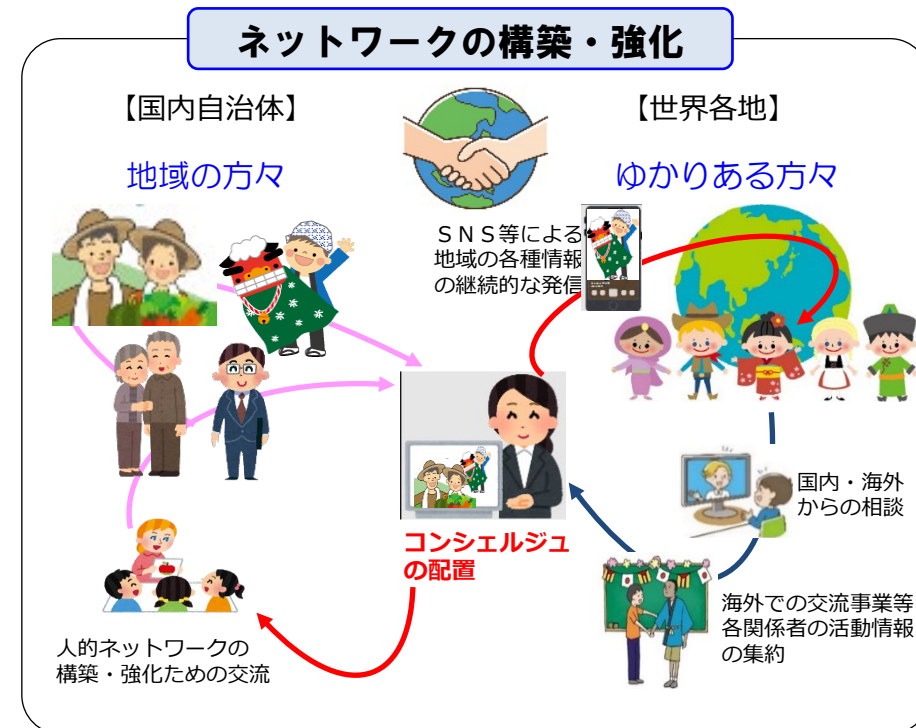 ネットワークの構築・強化
【国内自治体】
【世界各地】
地域の方々
ゆかりある方々
ＳＮＳ等による
地域の各種情報
の継続的な発信
コンシェルジュ
の配置
国内・海外
からの相談
人的ネットワークの
構築・強化ための交流
海外での交流事業等
各関係者の活動情報
の集約